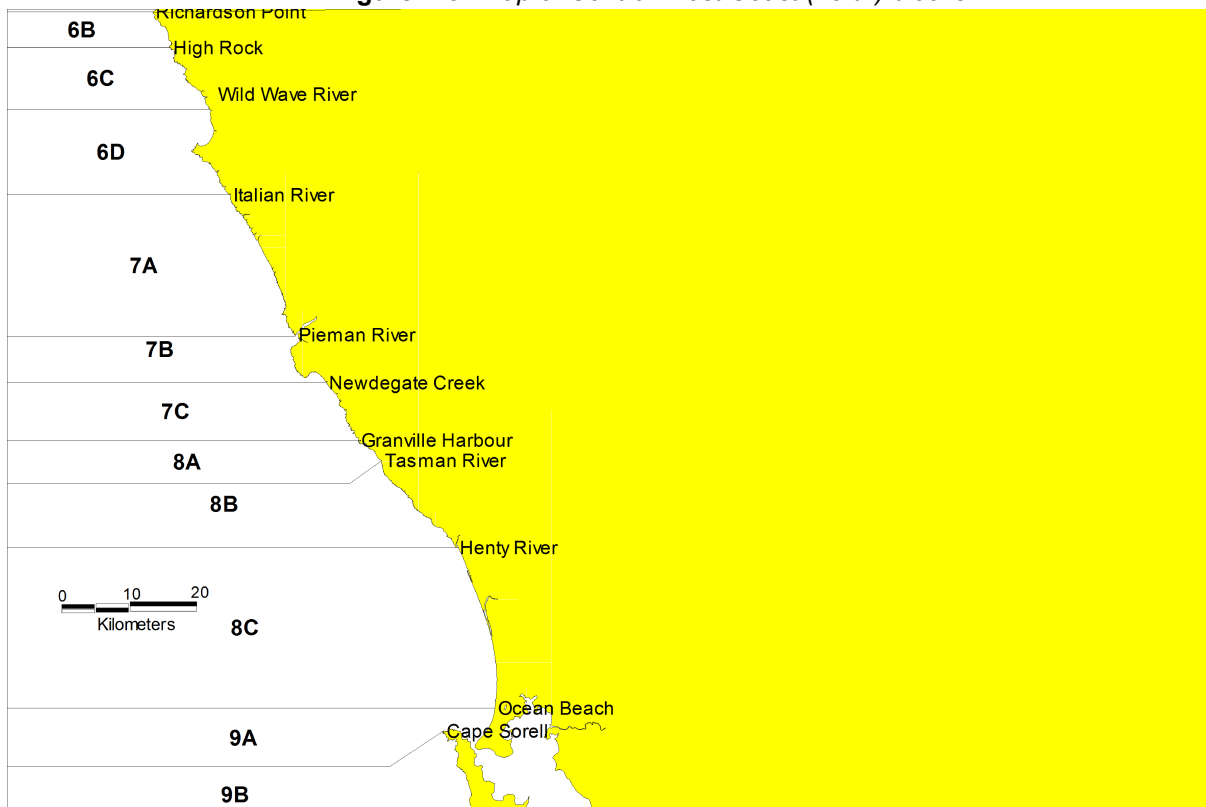 Richardson Point
6B
High Rock
6C
Wild Wave River
6D
Italian River
7A
Pieman River
7B
Newdegate Creek
7C
Granville Harbour
8A
Tasman River
8B
Henty River
0 10 20
Kilometers
8C
Ocean Beach
Cape Sorell
9A
9B